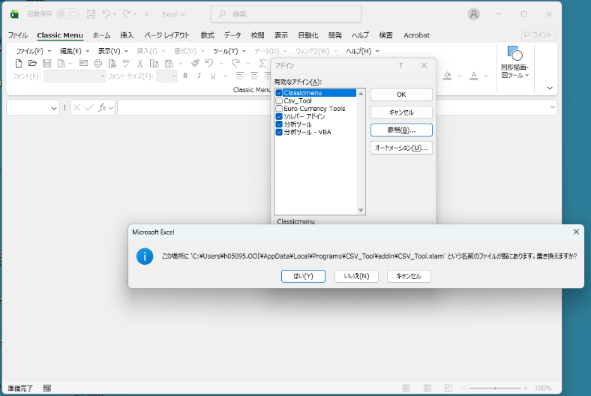 自動保存 Excel 検索
ファイル Classic Menu ホーム 挿入 ページ レイアウト 数式 データ 校閲 表示 自動化 開発 ヘルプ 検査 Acrobat コメント
ファイル(F) 編集(E) 表示(V) 挿入(I) 書式(O) ツール(T) データ(D) ウィンドウ(W) ヘルプ(H)
フォント(F): フォント サイズ(F): B I U
図形描画-
図ツール
Classic Menu
アドイン
有効なアドイン(A):
Classicmenu
Csv_Tool
Euro Currency Tools
ソルバー アドイン
分析ツール
分析ツール - VBA
OK
キャンセル
参照(B)...
オートメーション(U)...
Classicmenu
Microsoft Excel
この場所に 'C:¥Users¥h05095.OOI¥AppData¥Local¥Programs¥CSV_Tool¥addin¥CSV_Tool.xlam' という名前のファイルが既にあります。置き換えますか?
はい(Y)
いいえ(N)
キャンセル
準備完了
100%